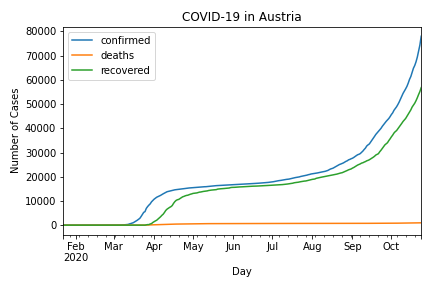 COVID-19 in Austria
confirmed
deaths
recovered
80000
70000
60000
50000
40000
30000
20000
10000
0
Number of Cases
Feb Mar Apr May Jun Jul Aug Sep Oct
2020
Day